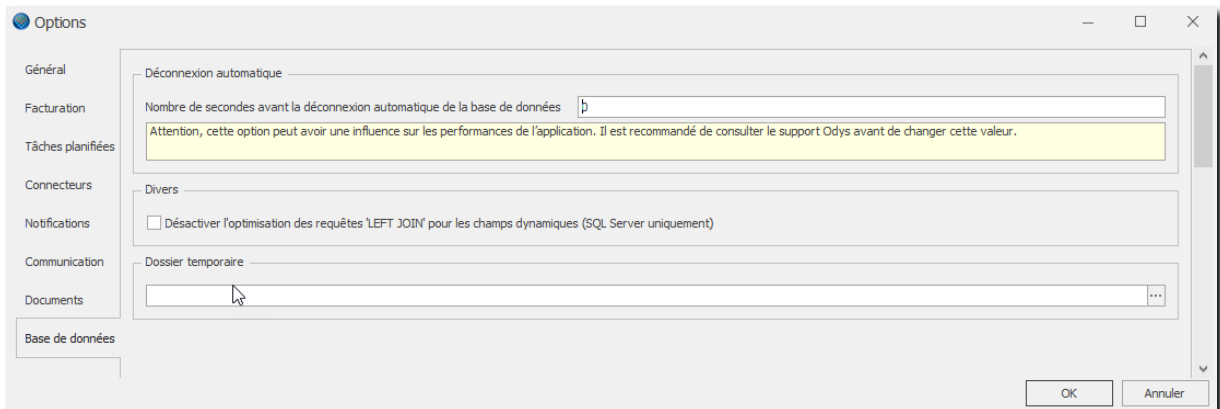 Options
Général
Facturation
Tâches planifiées
Connecteurs
Notifications
Communication
Documents
Base de données
Déconnexion automatique
Nombre de secondes avant la déconnexion automatique de la base de données
Attention, cette option peut avoir une influence sur les performances de l'application. Il est recommandé de consulter le support Odys avant de changer cette valeur.
Divers
Désactiver l'optimisation des requêtes 'LEFT JOIN' pour les champs dynamiques (SQL Server uniquement)
Dossier temporaire
...
OK Annuler